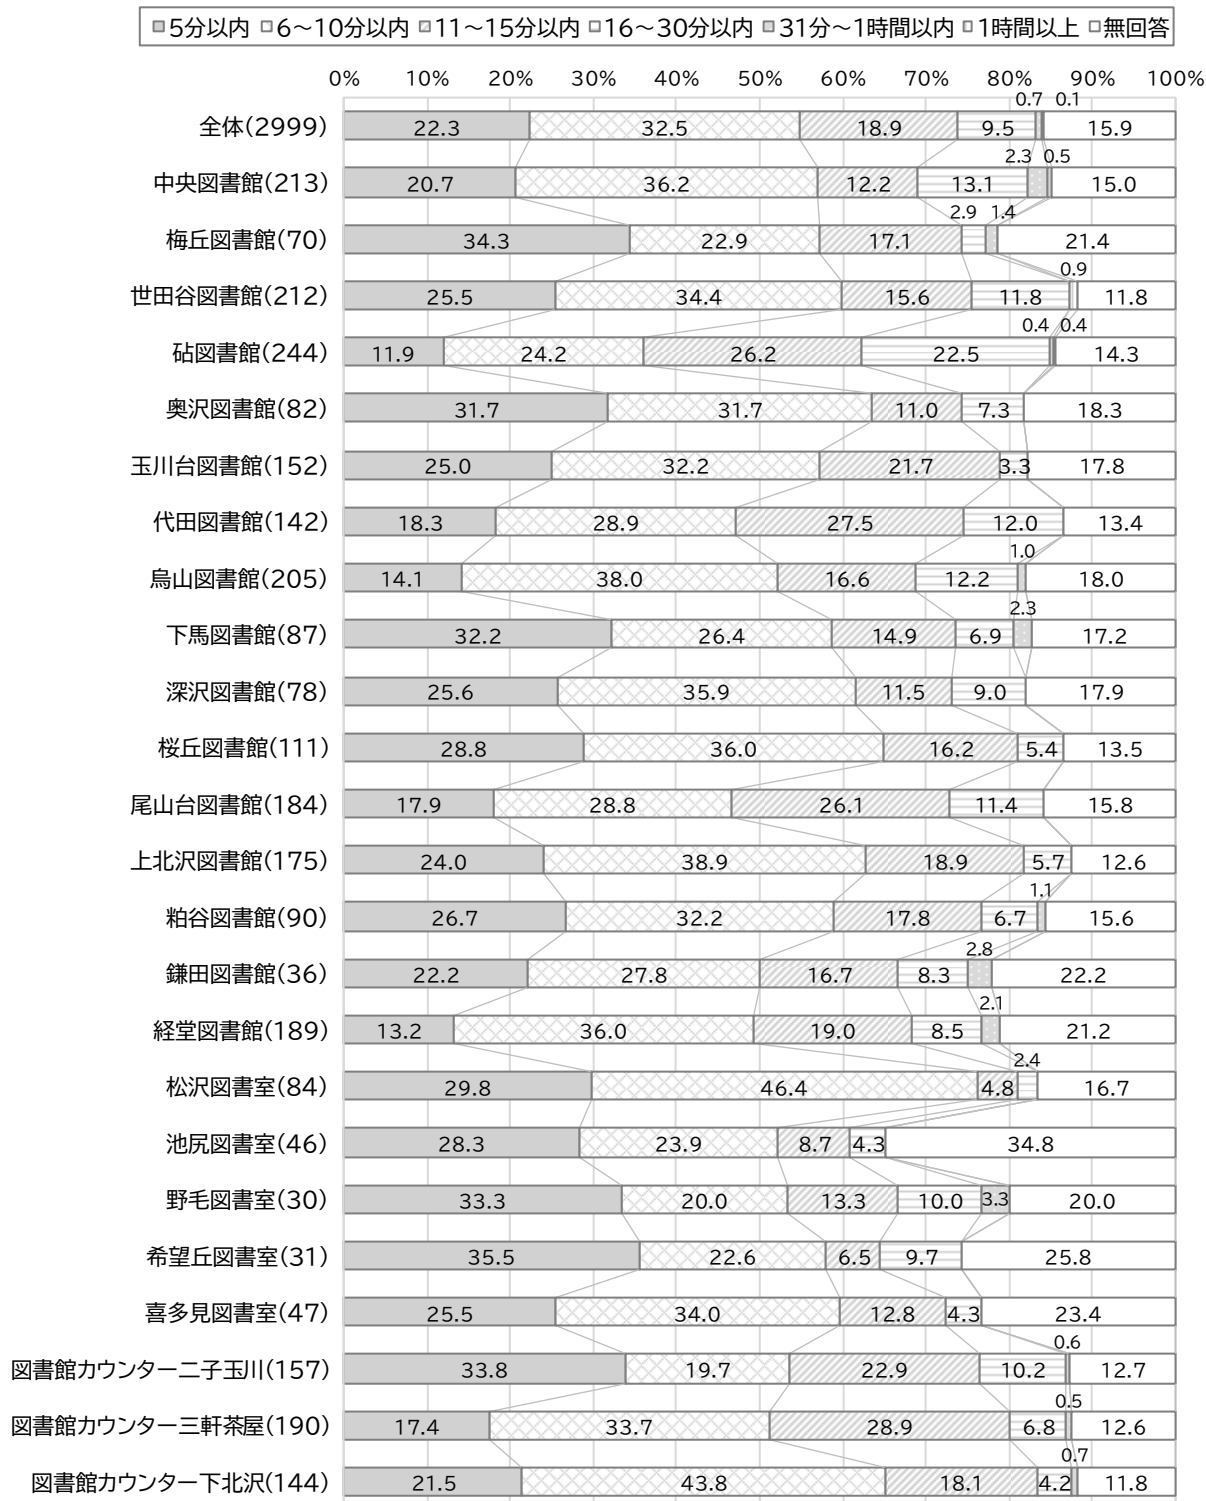 5分以内 6～10分以内 11～15分以内 16～30分以内 31分～1時間以内 1時間以上 無回答
0% 10% 20% 30% 40% 50% 60% 70% 80% 90% 100%
0.7 0.1
全体(2999) 22.3 32.5 18.9 9.5 15.9
2.3 0.5
中央図書館(213) 20.7 36.2 12.2 13.1 15.0
2.9 1.4
梅丘図書館(70) 34.3 22.9 17.1 21.4
0.9
世田谷図書館(212) 25.5 34.4 15.6 11.8 11.8
0.4 0.4
砧図書館(244) 11.9 24.2 26.2 22.5 14.3
奥沢図書館(82) 31.7 31.7 11.0 7.3 18.3
玉川台図書館(152) 25.0 32.2 21.7 3.3 17.8
代田図書館(142) 18.3 28.9 27.5 12.0 13.4
1.0
烏山図書館(205) 14.1 38.0 16.6 12.2 18.0
2.3
下馬図書館(87) 32.2 26.4 14.9 6.9 17.2
深沢図書館(78) 25.6 35.9 11.5 9.0 17.9
桜丘図書館(111) 28.8 36.0 16.2 5.4 13.5
尾山台図書館(184) 17.9 28.8 26.1 11.4 15.8
上北沢図書館(175) 24.0 38.9 18.9 5.7 12.6
1.1
粕谷図書館(90) 26.7 32.2 17.8 6.7 15.6
2.8
鎌田図書館(36) 22.2 27.8 16.7 8.3 22.2
2.1
経堂図書館(189) 13.2 36.0 19.0 8.5 21.2
2.4
松沢図書室(84) 29.8 46.4 4.8 16.7
池尻図書室(46) 28.3 23.9 8.7 4.3 34.8
野毛図書室(30) 33.3 20.0 13.3 10.0 3.3 20.0
希望丘図書室(31) 35.5 22.6 6.5 9.7 25.8
喜多見図書室(47) 25.5 34.0 12.8 4.3 23.4
0.6
図書館カウンター二子玉川(157) 33.8 19.7 22.9 10.2 12.7
0.5
図書館カウンター三軒茶屋(190) 17.4 33.7 28.9 6.8 12.6
0.7
図書館カウンター下北沢(144) 21.5 43.8 18.1 4.2 11.8